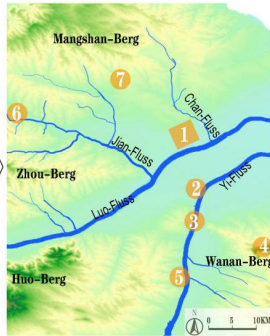 Mangshan-Berg
7
Chan-Fluss
6
1
Jian-Fluss
Zhou-Berg
Luo-Fluss
Yi-Fluss
2
3
4
Wanan-Berg
Huo-Berg
5
N
0 5 10KM